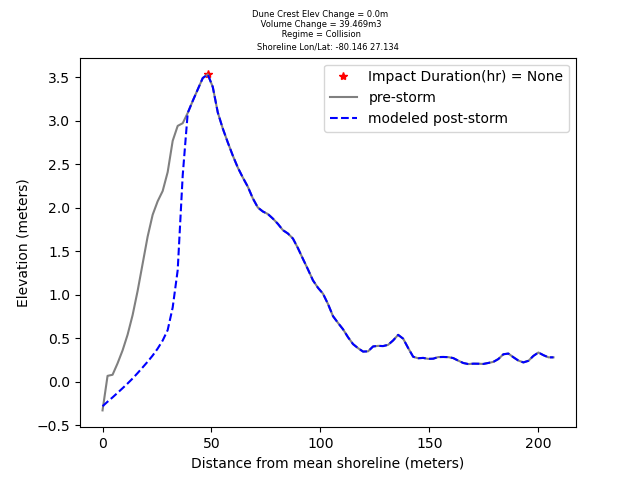 Dune Crest Elev Change = 0.0m
Volume Change = 39.469m3
Regime = Collision
Shoreline Lon/Lat: -80.146 27.134
Impact Duration(hr) = None
pre-storm
modeled post-storm
3.5
3.0
2.5
2.0
1.5
1.0
0.5
0.0
−0.5
Elevation (meters)
0
50
100
150
200
Distance from mean shoreline (meters)